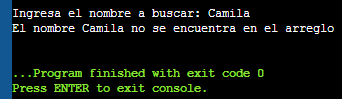 Ingresa el nombre a buscar: Camila
El nombre Camila no se encuentra en el arreglo
...Program finished with exit code 0
Press ENTER to exit console.